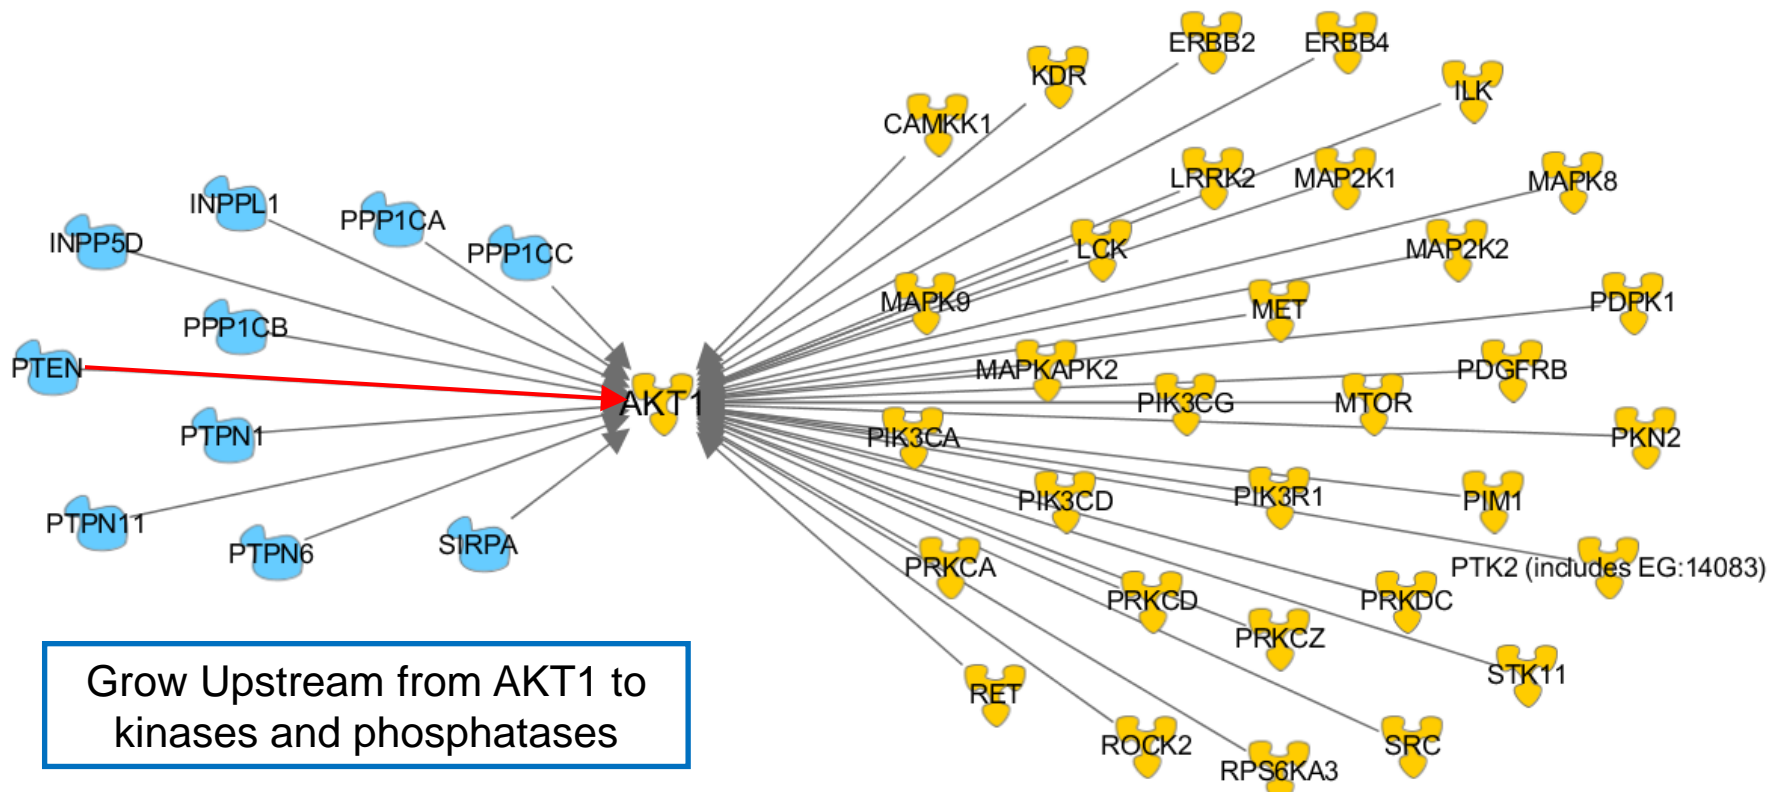 ERBB2
ERBB4
KDR
ILK
CAMKK1
LRRK2
MAP2K1
MAPK8
INPPL1
PPP1CA
INPP5D
PPP1CC
LCK
MAP2K2
MAPK9
MET
PDPK1
PPP1CB
PTEN
MAPKAPK2
PDGFRB
AKT1
PIK3CG
MTOR
PTPN1
PIK3CA
PKN2
PIK3CD
PIK3R1
PIM1
PTPN11
PTPN6
SIRPA
PRKCA
PTK2 (includes EG:14083)
PRKCD
PRKDC
PRKCZ
STK11
RET
ROCK2
SRC
RPS6KA3
Grow Upstream from AKT1 to
kinases and phosphatases